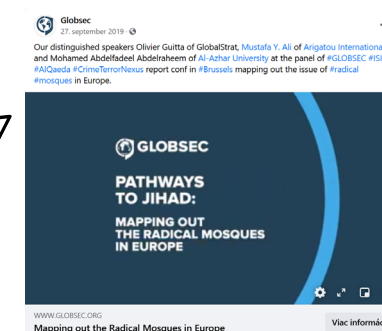 Globsec
27. september 2019 ·
Our distinguished speakers Olivier Guitta of GlobalStrat, Mustafa Y. Ali of Arigatou Internationa
and Mohamed Abdelfadeel Abdelraheem of Al-Azhar University at the panel of #GLOBSEC #ISI
#AlQaeda #CrimeTerrorNexus report conf in #Brussels mapping out the issue of #radical
#mosques in Europe.
GLOBSEC
PATHWAYS
TO JIHAD:
MAPPING OUT
THE RADICAL MOSQUES
IN EUROPE
WWW.GLOBSEC.ORG
Mapping out the Radical Mosques in Europe
Viac informác